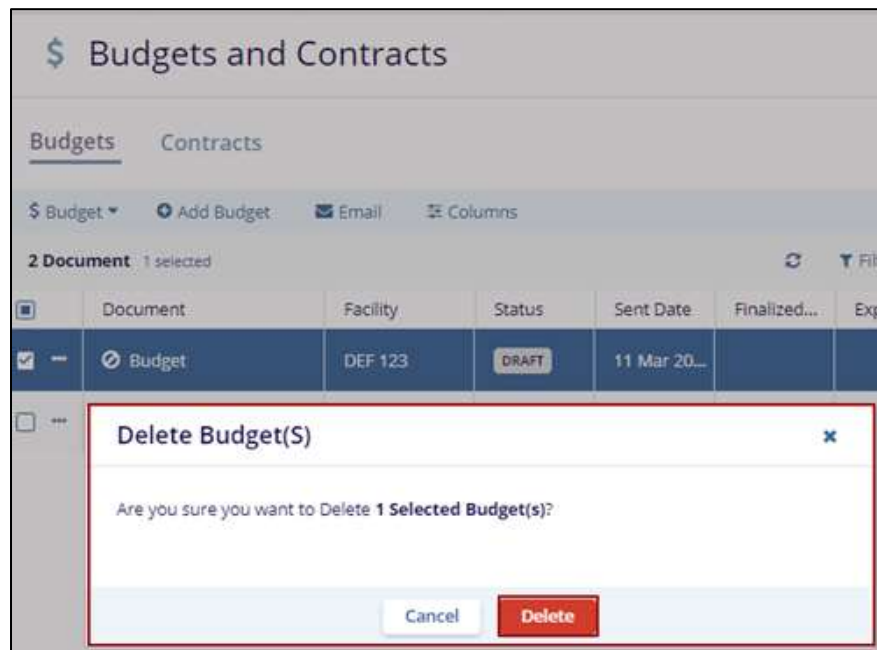 $ Budgets and Contracts
Budgets Contracts
$ Budget Add Budget Email Columns
2 Document 1 selected
Document Facility Status Sent Date Finalized...
Budget DEF 123 DRAFT 11 Mar 20...
Delete Budget(S)
Are you sure you want to Delete 1 Selected Budget(s)?
Cancel Delete